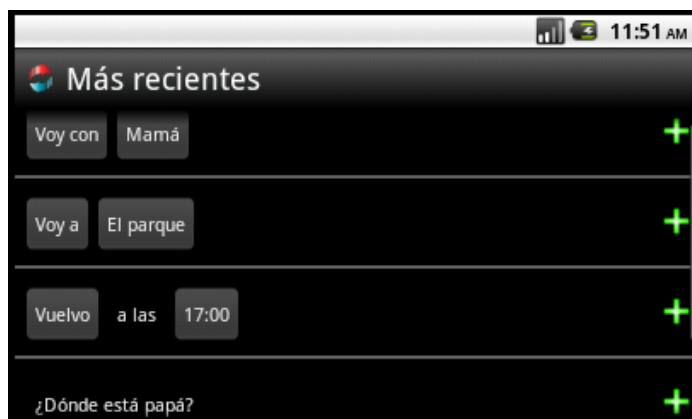 11:51 AM
Más recientes
Voy con Mamá
Voy a El parque
Vuelvo a las 17:00
¿Dónde está papá?